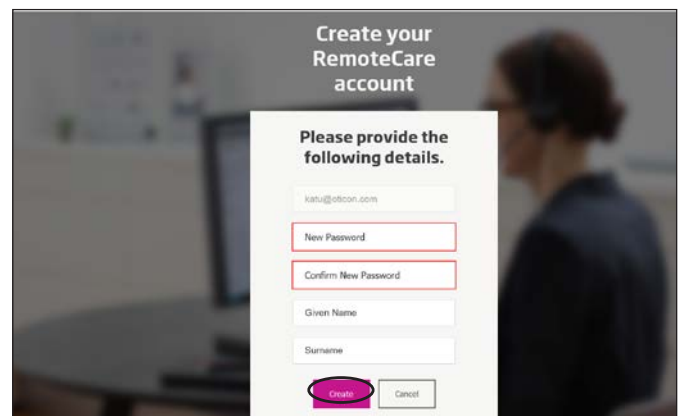 Create your
RemoteCare
account
Please provide the
following details.
katu@oticon.com
New Password
Confirm New Password
Given Name
Surname
Create
Cancel